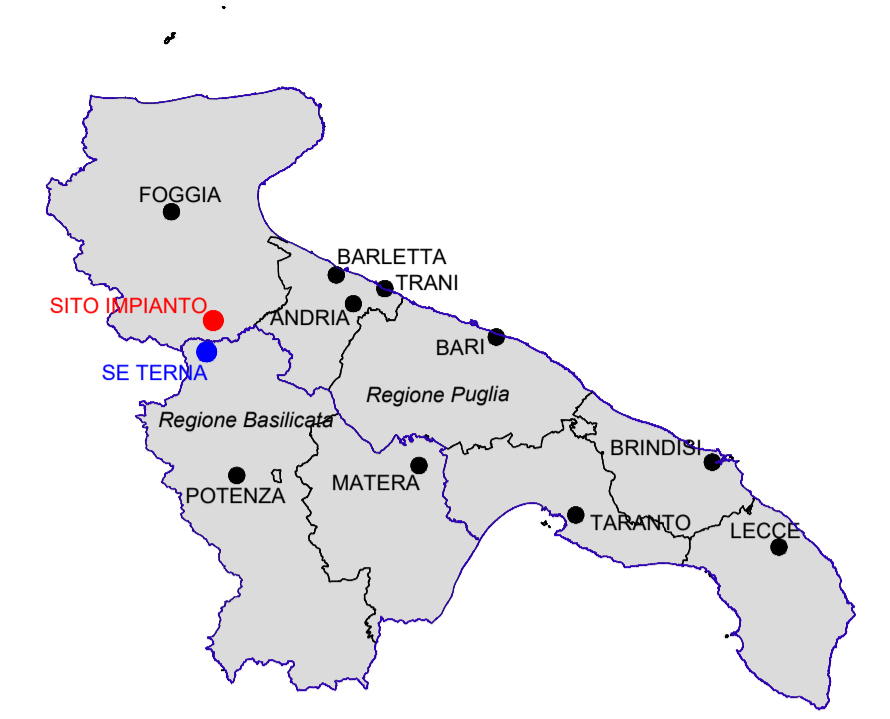 FOGGIA
BARLETTA
TRANI
SITO IMPIANTO
ANDRIA
BARI
SE TERNA
Regione Puglia
Regione Basilicata
BRINDISI
MATERA
POTENZA
TARANTO
LECCE